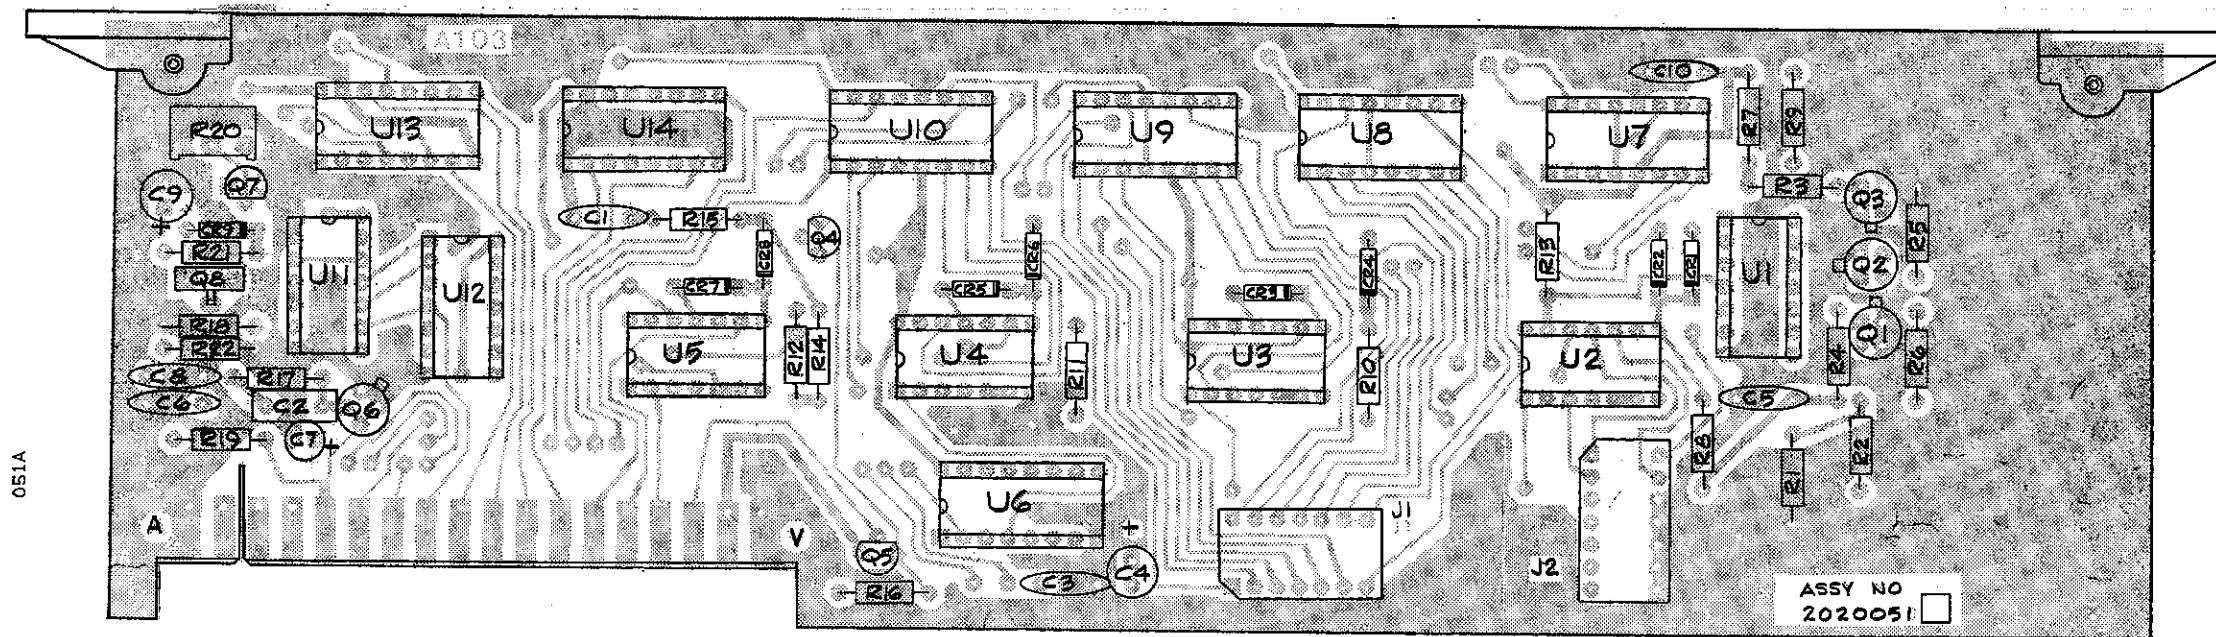 A103
C10
U13
U14
U10
U9
U8
U7
R7
R9
R20
Q7
C9
+
R3
Q3
C1
R15
CR8
Q4
CR6
R13
R5
CR9
R21
Q8
U11
U12
CR4
CR2
CR1
U1
Q2
CR7
CR5
CR3
R18
R22
U5
R12
R14
U4
R11
U3
R10
U2
R4
Q1
R6
C8
R17
C6
C2
Q6
C5
R19
C7
+
R8
R1
R2
051A
A
V
U6
+
J1
Q5
C3
C4
J2
R16
ASSY NO
2020051